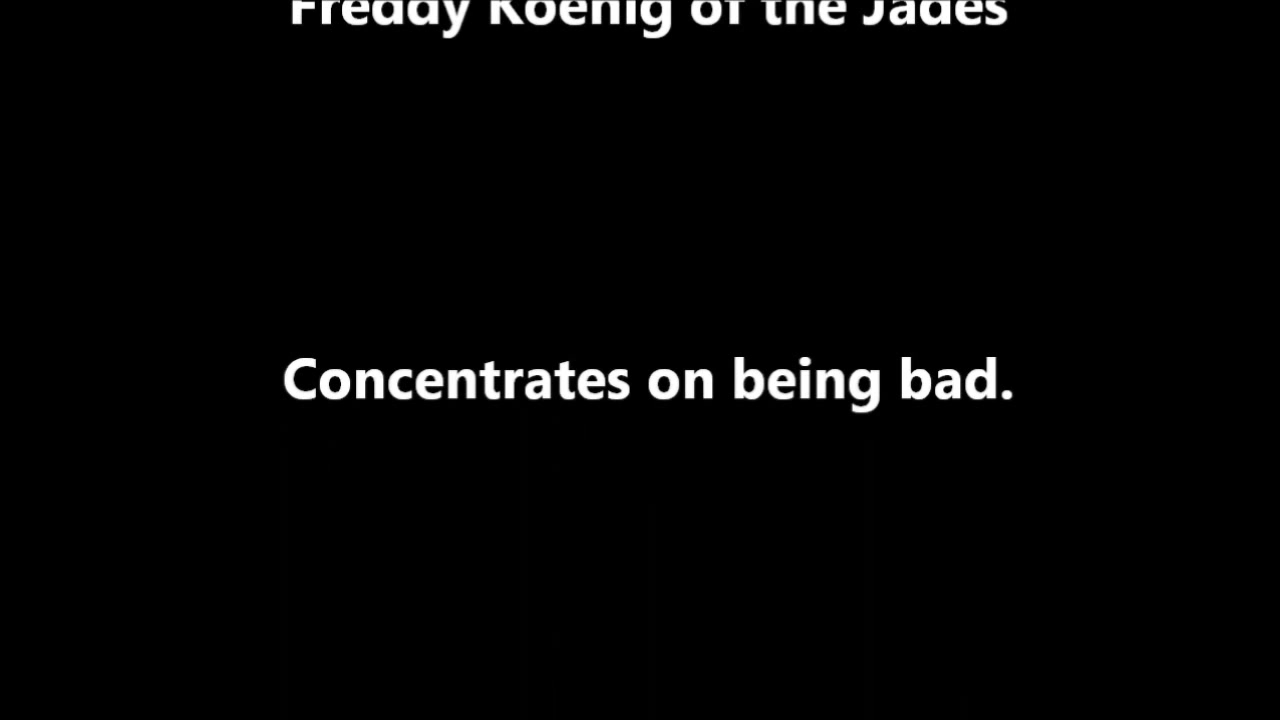 Freddy Koenig of the Jades
Concentrates on being bad.